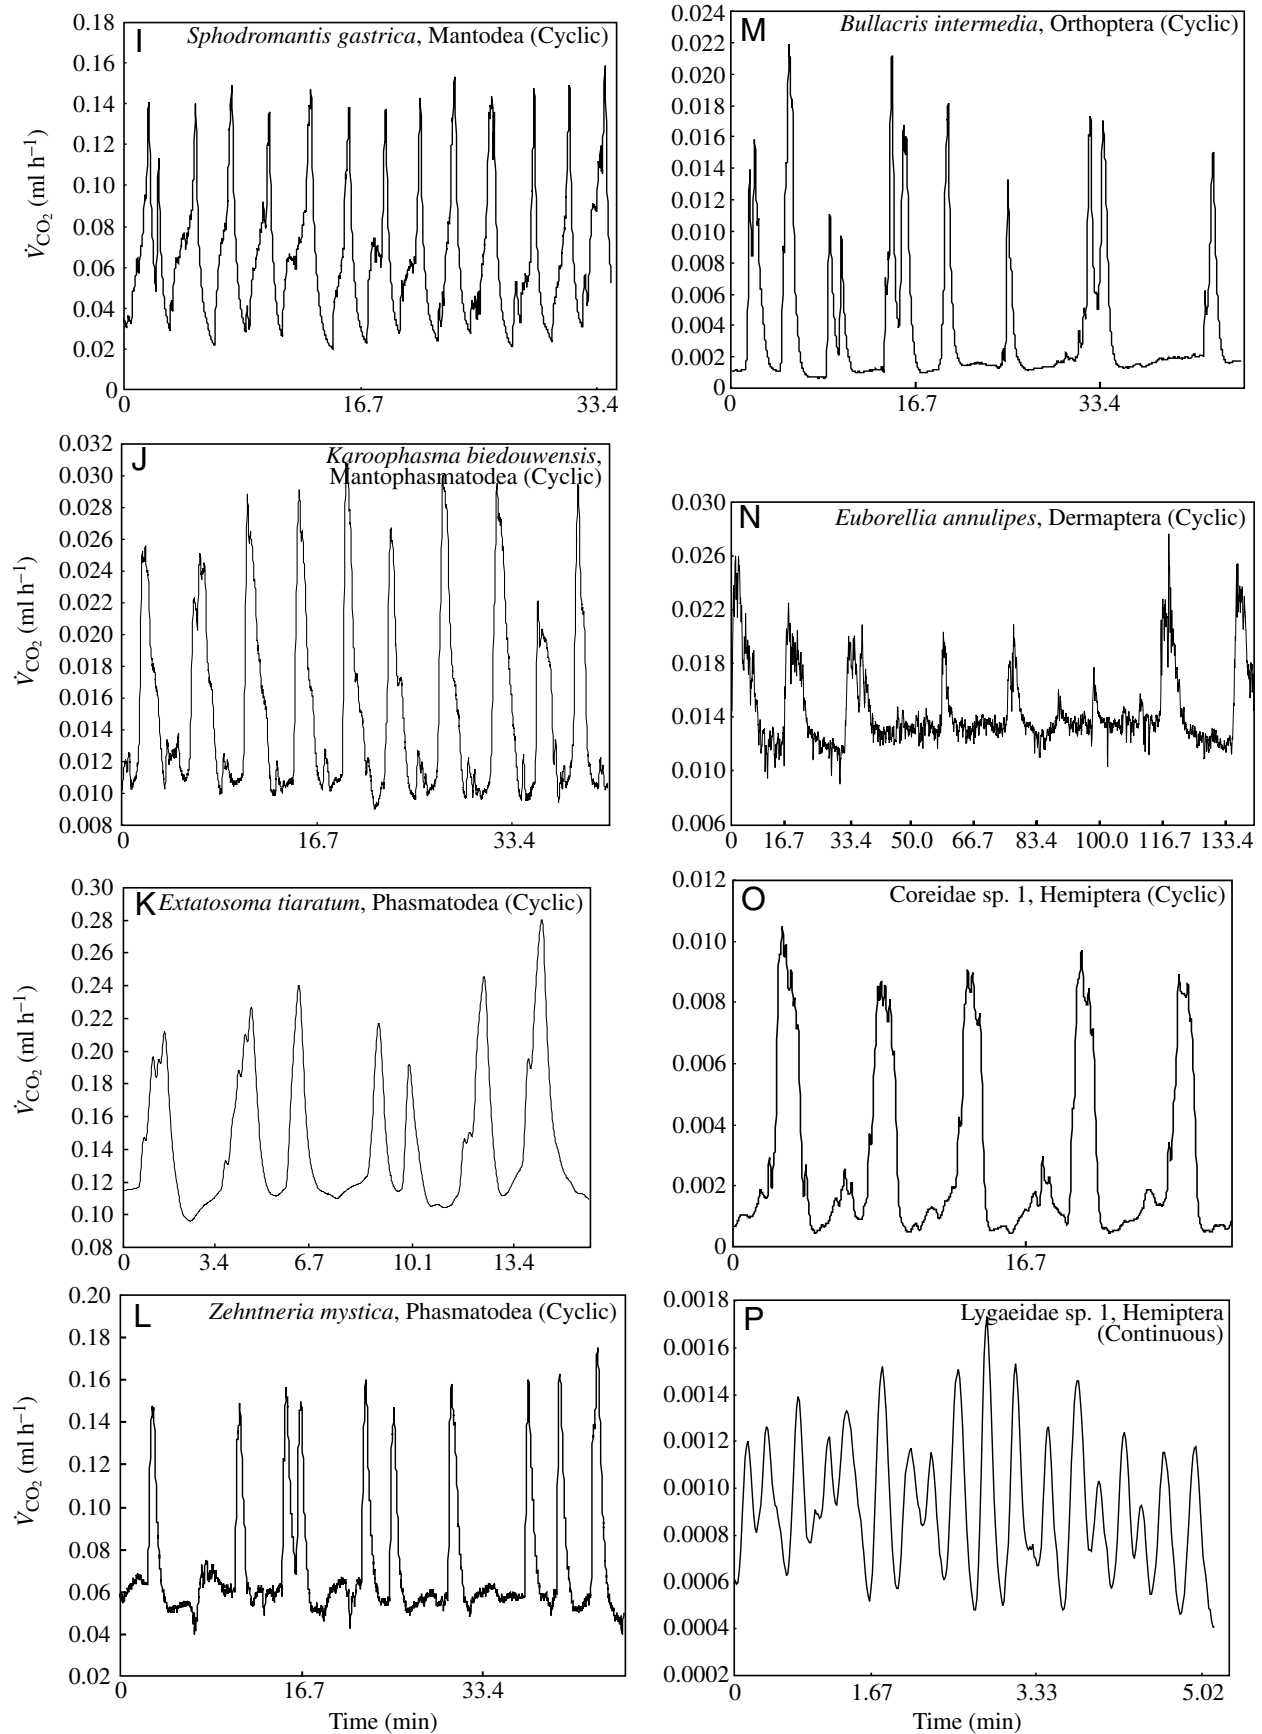 I
Sphodromantis gastrica, Mantodea (Cyclic)
0.18
0.16
0.14
0.12
0.10
0.08
0.06
0.04
0.02
0
V̇CO2 (ml h–1)
0 16.7 33.4
J
Karoophasma biedouwensis,
Mantophasmatodea (Cyclic)
0.032
0.030
0.028
0.026
0.024
0.022
0.020
0.018
0.016
0.014
0.012
0.010
0.008
V̇CO2 (ml h–1)
0 16.7 33.4
K
Extatosoma tiaratum, Phasmatodea (Cyclic)
0.30
0.28
0.26
0.24
0.22
0.20
0.18
0.16
0.14
0.12
0.10
0.08
V̇CO2 (ml h–1)
0 3.4 6.7 10.1 13.4
L
Zehntneria mystica, Phasmatodea (Cyclic)
0.20
0.18
0.16
0.14
0.12
0.10
0.08
0.06
0.04
0.02
V̇CO2 (ml h–1)
0 16.7 33.4
Time (min)
M
Bullacris intermedia, Orthoptera (Cyclic)
0.024
0.022
0.020
0.018
0.016
0.014
0.012
0.010
0.008
0.006
0.004
0.002
0
0 16.7 33.4
N
Euborellia annulipes, Dermaptera (Cyclic)
0.030
0.026
0.022
0.018
0.014
0.010
0.006
0 16.7 33.4 50.0 66.7 83.4 100.0 116.7 133.4
O
Coreidae sp. 1, Hemiptera (Cyclic)
0.012
0.010
0.008
0.006
0.004
0.002
0
0 16.7
P
Lygaeidae sp. 1, Hemiptera
(Continuous)
0.0018
0.0016
0.0014
0.0012
0.0010
0.0008
0.0006
0.0004
0.0002
0 1.67 3.33 5.02
Time (min)